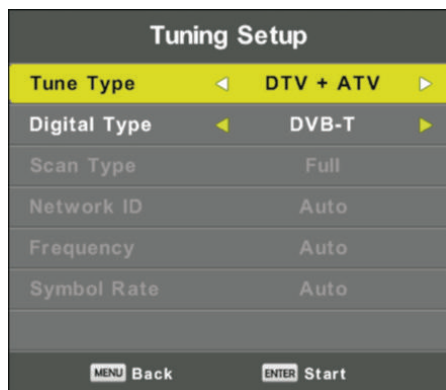 Tuning Setup
Tune Type DTV + ATV
Digital Type DVB-T
Scan Type Full
Network ID Auto
Frequency Auto
Symbol Rate Auto
MENU Back ENTER Start